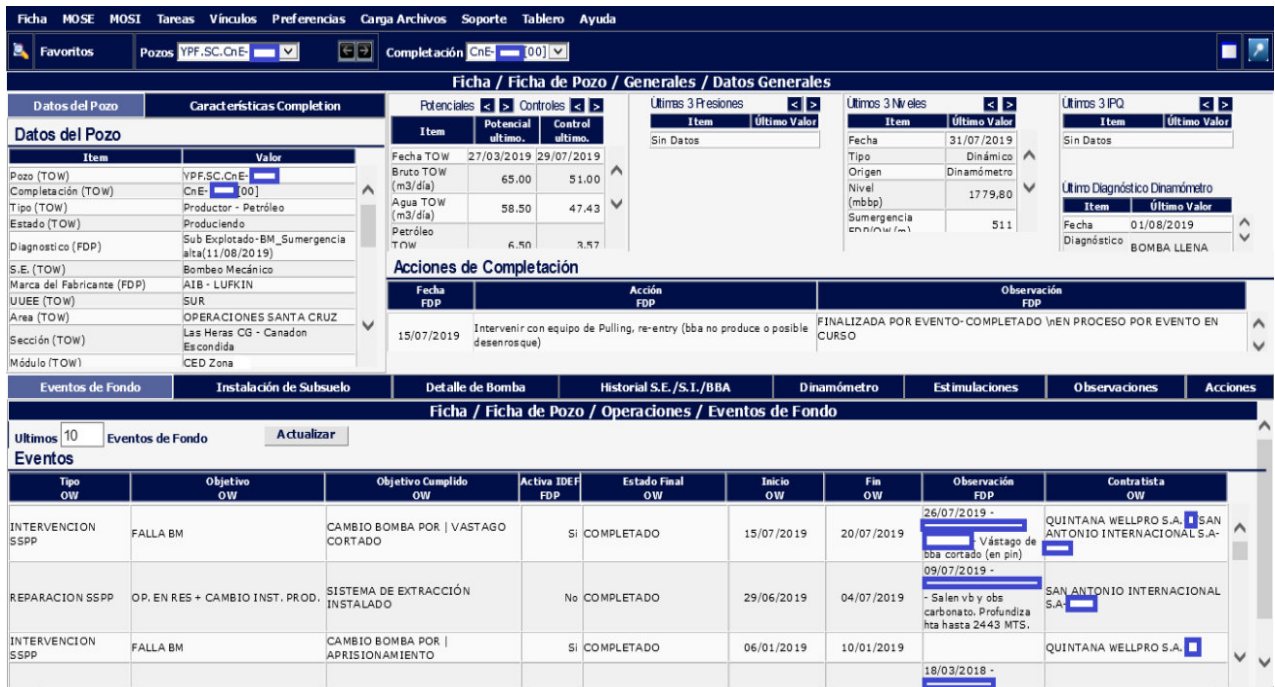 Ficha MOSE MOSI Tareas Vínculos Preferencias Carga Archivos Soporte Tablero Ayuda
Favoritos Pozos YPF.SC.CnE- Completación CnE- [00]
Ficha / Ficha de Pozo / Generales / Datos Generales
Datos del Pozo Características Completion
Datos del Pozo
Item Valor
Pozo (TOW) YPF.SC.CnE-
Completación (TOW) CnE- [00]
Tipo (TOW) Productor - Petróleo
Estado (TOW) Produciendo
Diagnostico (FDP) Sub Explotado-BM_Sumergencia
alta(11/08/2019)
S.E. (TOW) Bombeo Mecánico
Marca del Fabricante (FDP) AIB - LUFKIN
UUEE (TOW) SUR
Area (TOW) OPERACIONES SANTA CRUZ
Sección (TOW) Las Heras CG - Canadon
Escondida
Módulo (TOW) CED Zona
Potenciales < > Controles < >
Item Potencial ultimo. Control ultimo.
Fecha TOW 27/03/2019 29/07/2019
Bruto TOW (m3/día) 65.00 51.00
Agua TOW (m3/día) 58.50 47.43
Petróleo TOW 6.50 3.57
Últimas 3 Presiones < >
Item Último Valor
Sin Datos
Últimos 3 Niveles < >
Item Último Valor
Fecha 31/07/2019
Tipo Dinámico
Origen Dinamómetro
Nivel (mbbp) 1779,80
Sumergencia FDP/OW (m) 511
Últimos 3 IPQ < >
Item Último Valor
Sin Datos
Último Diagnóstico Dinamómetro
Item Último Valor
Fecha 01/08/2019
Diagnóstico BOMBA LLENA
Acciones de Completación
Fecha FDP Acción FDP Observación FDP
15/07/2019 Intervenir con equipo de Pulling, re-entry (bba no produce o posible
desenrosque)
FINALIZADA POR EVENTO-COMPLETADO \nEN PROCESO POR EVENTO EN
CURSO
Eventos de Fondo Instalación de Subsuelo Detalle de Bomba Historial S.E./S.I./BBA Dinamómetro Estimulaciones Observaciones Acciones
Ficha / Ficha de Pozo / Operaciones / Eventos de Fondo
Ultimos 10 Eventos de Fondo Actualizar
Eventos
Tipo Objetivo Objetivo Cumplido Activa IDEF Estado Final Inicio Fin Observación Contratista
OW OW OW FDP OW OW OW FDP OW
INTERVENCION
SSPP
FALLA BM
CAMBIO BOMBA POR | VASTAGO
CORTADO
Si COMPLETADO 15/07/2019 20/07/2019
26/07/2019 -
- Vástago de
bba cortado (en pin)
QUINTANA WELLPRO S.A. SAN
ANTONIO INTERNACIONAL S.A-
REPARACION SSPP OP. EN RES + CAMBIO INST. PROD.
SISTEMA DE EXTRACCIÓN
INSTALADO
No COMPLETADO 29/06/2019 04/07/2019
09/07/2019 -
- Salen vb y obs
carbonato. Profundiza
hta hasta 2443 MTS.
SAN ANTONIO INTERNACIONAL
S.A-
INTERVENCION
SSPP
FALLA BM
CAMBIO BOMBA POR |
APRISIONAMIENTO
Si COMPLETADO 06/01/2019 10/01/2019 QUINTANA WELLPRO S.A.
18/03/2018 -